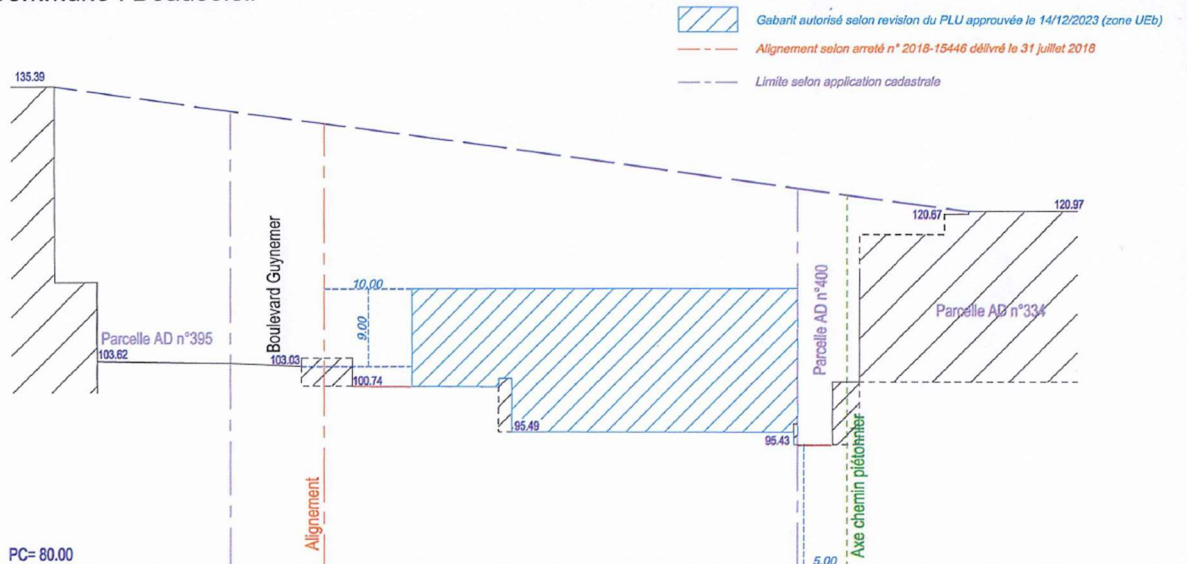 Gabarit autorisé selon revision du PLU approuvée le 14/12/2023 (zone UEb)
Alignement selon arreté n° 2018-15446 délivré le 31 juillet 2018
Limite selon application cadastrale
135.39
120.67
120.97
Boulevard Guynemer
10.00
9.00
Parcelle AD n°400
Parcelle AD n°334
Parcelle AD n°395
103.62
103.03
100.74
95.49
95.43
Alignement
Axe chemin piétonnier
PC= 80.00
5.00